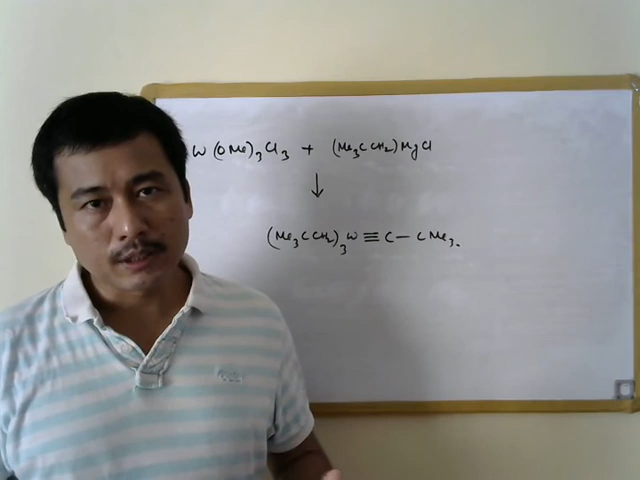 W (OMe)₃Cl₃ + (Me₃CCH₂)MgCl
↓
(Me₃CCH₂)₃W≡C–CMe₃.